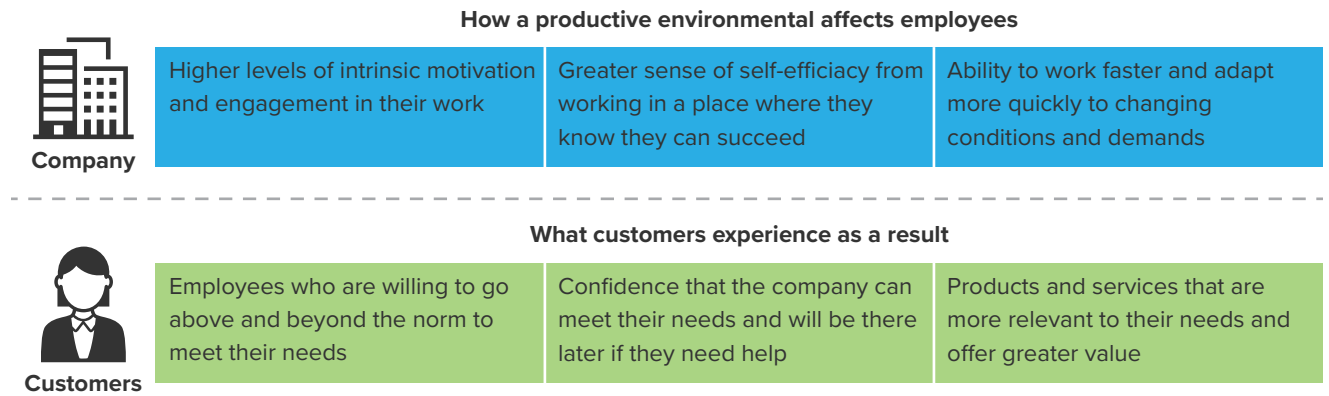 How a productive environmental affects employees
Higher levels of intrinsic motivation
and engagement in their work
Greater sense of self-efficiacy from
working in a place where they
know they can succeed
Ability to work faster and adapt
more quickly to changing
conditions and demands
Company
What customers experience as a result
Employees who are willing to go
above and beyond the norm to
meet their needs
Confidence that the company can
meet their needs and will be there
later if they need help
Products and services that are
more relevant to their needs and
offer greater value
Customers